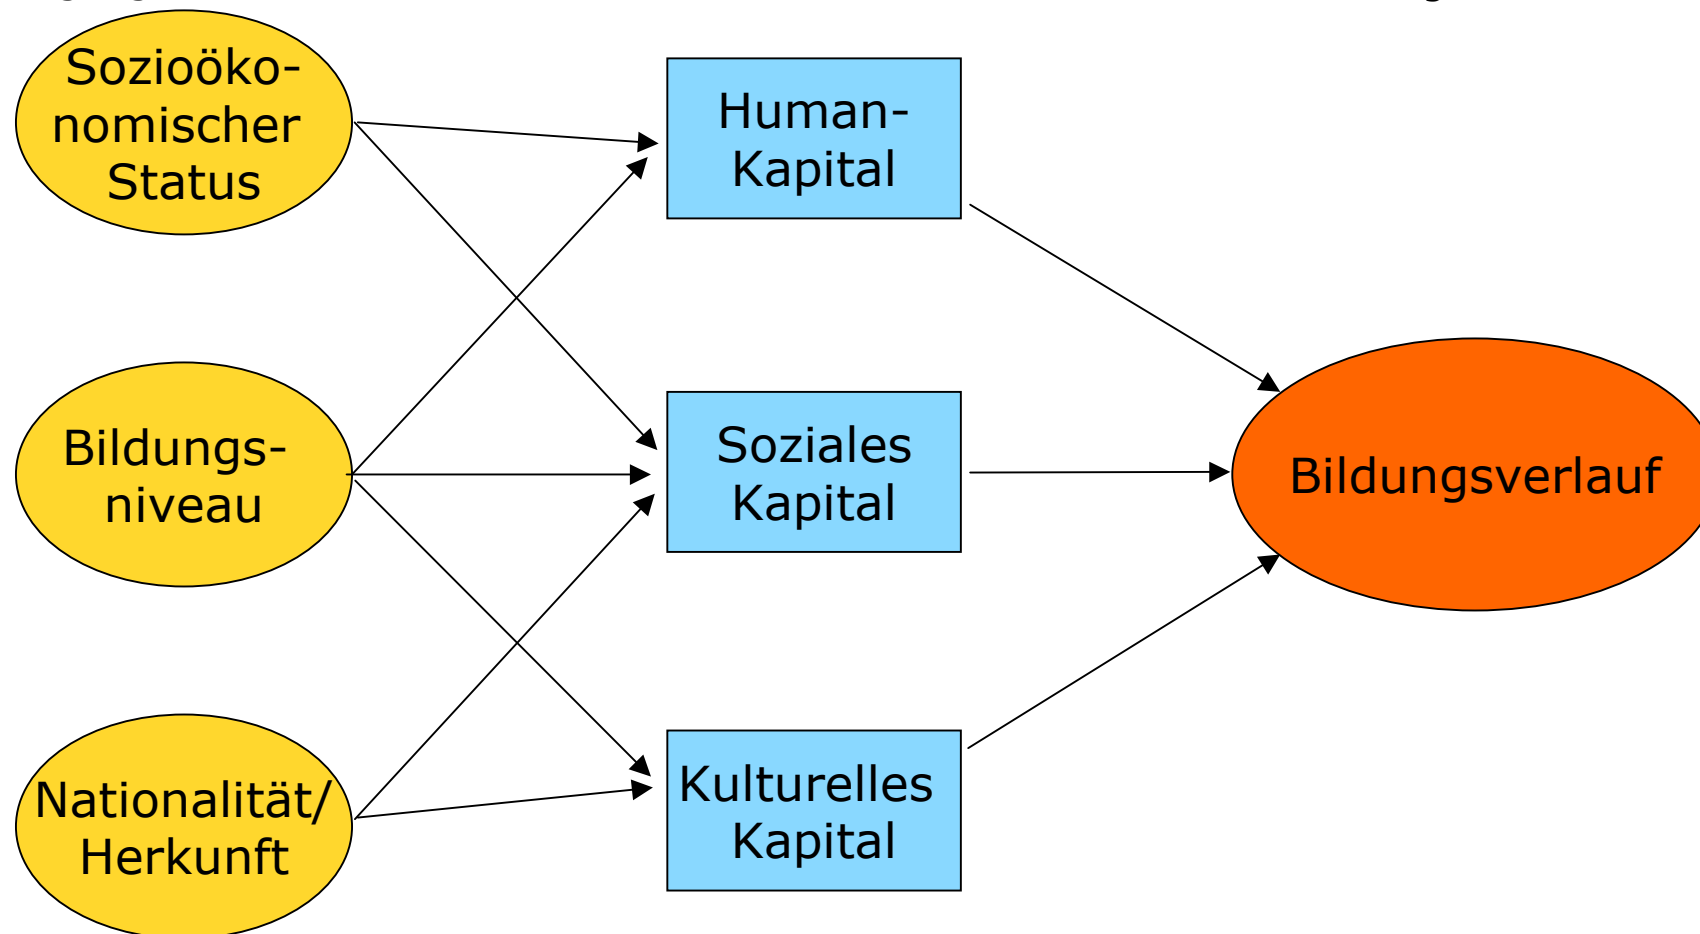 Sozioöko-
nomischer
Status
Human-
Kapital
Bildungs-
niveau
Soziales
Kapital
Bildungsverlauf
Nationalität/
Herkunft
Kulturelles
Kapital